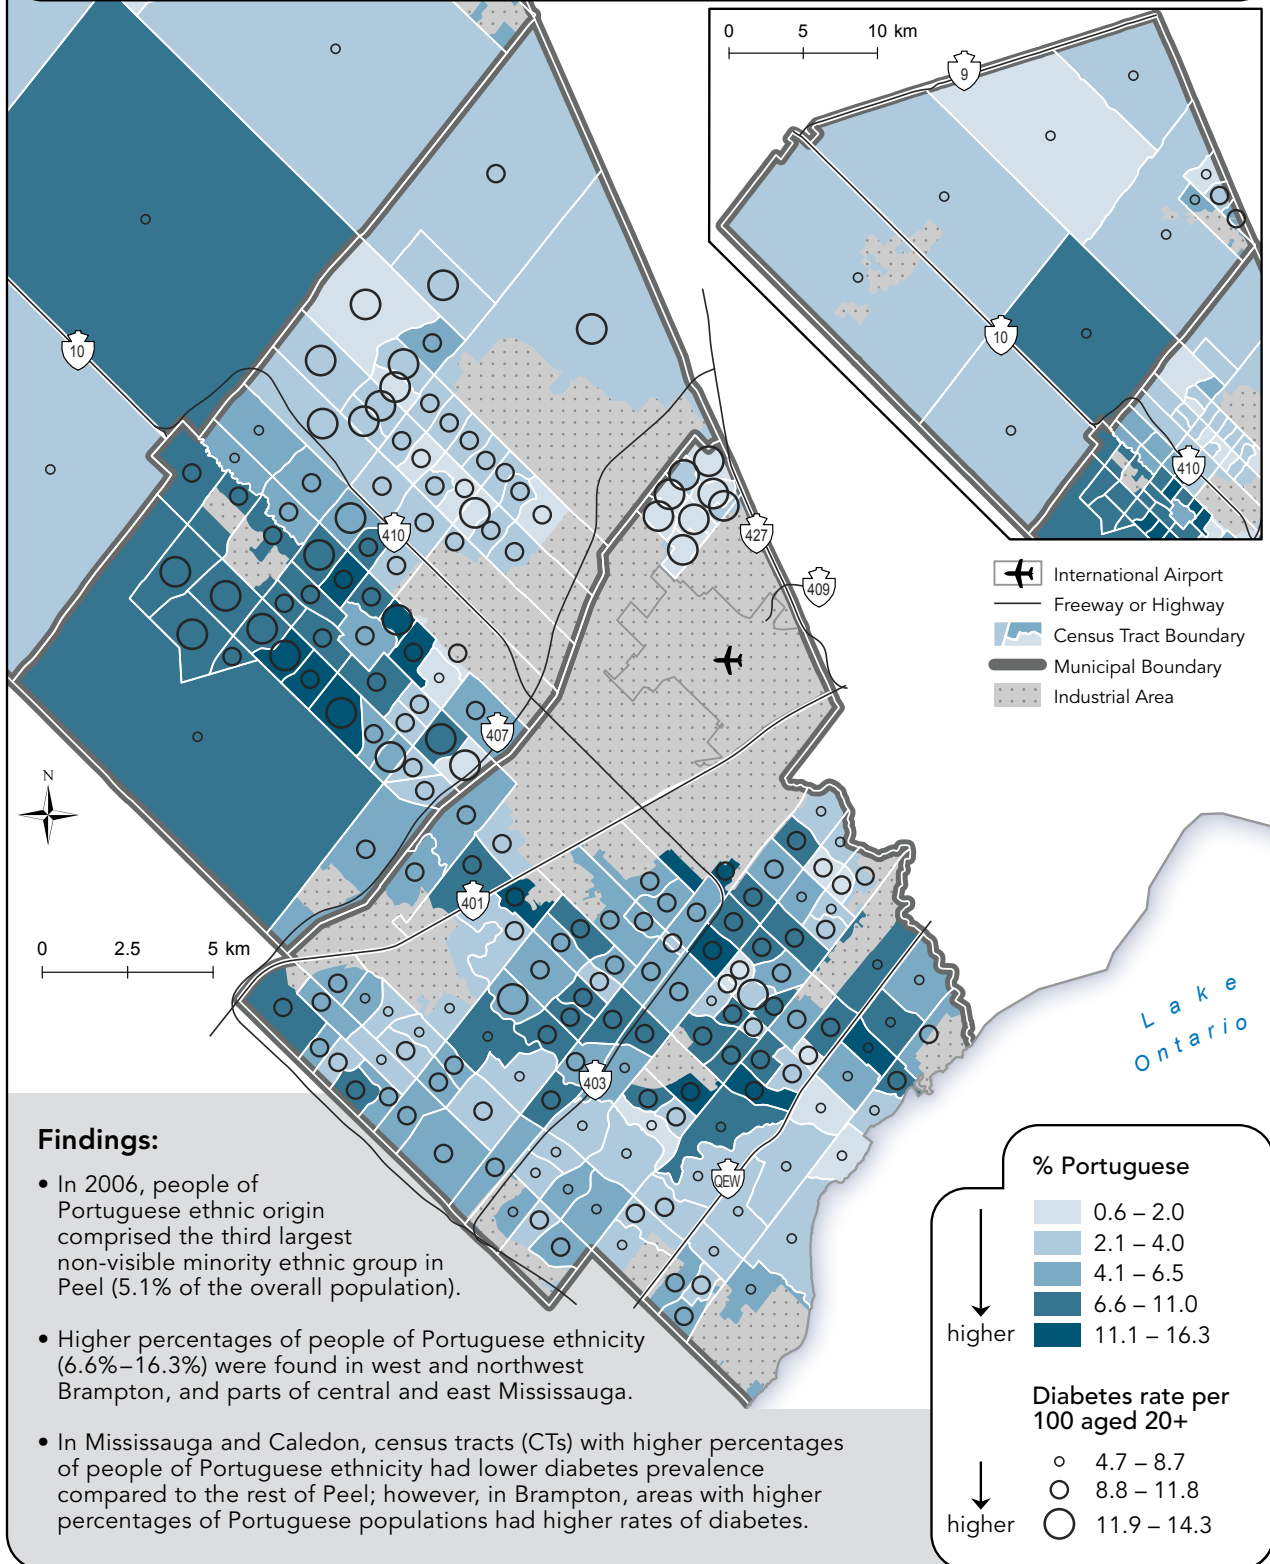 0 5 10 km
9
10
410
10
410
427
409
407
401
403
QEW
International Airport
Freeway or Highway
Census Tract Boundary
Municipal Boundary
Industrial Area
N
0 2.5 5 km
Lake
Ontario
Findings:
• In 2006, people of
Portuguese ethnic origin
comprised the third largest
non-visible minority ethnic group in
Peel (5.1% of the overall population).
• Higher percentages of people of Portuguese ethnicity
(6.6%–16.3%) were found in west and northwest
Brampton, and parts of central and east Mississauga.
• In Mississauga and Caledon, census tracts (CTs) with higher percentages
of people of Portuguese ethnicity had lower diabetes prevalence
compared to the rest of Peel; however, in Brampton, areas with higher
percentages of Portuguese populations had higher rates of diabetes.
% Portuguese
0.6 – 2.0
2.1 – 4.0
4.1 – 6.5
6.6 – 11.0
higher 11.1 – 16.3
Diabetes rate per
100 aged 20+
4.7 – 8.7
8.8 – 11.8
higher 11.9 – 14.3